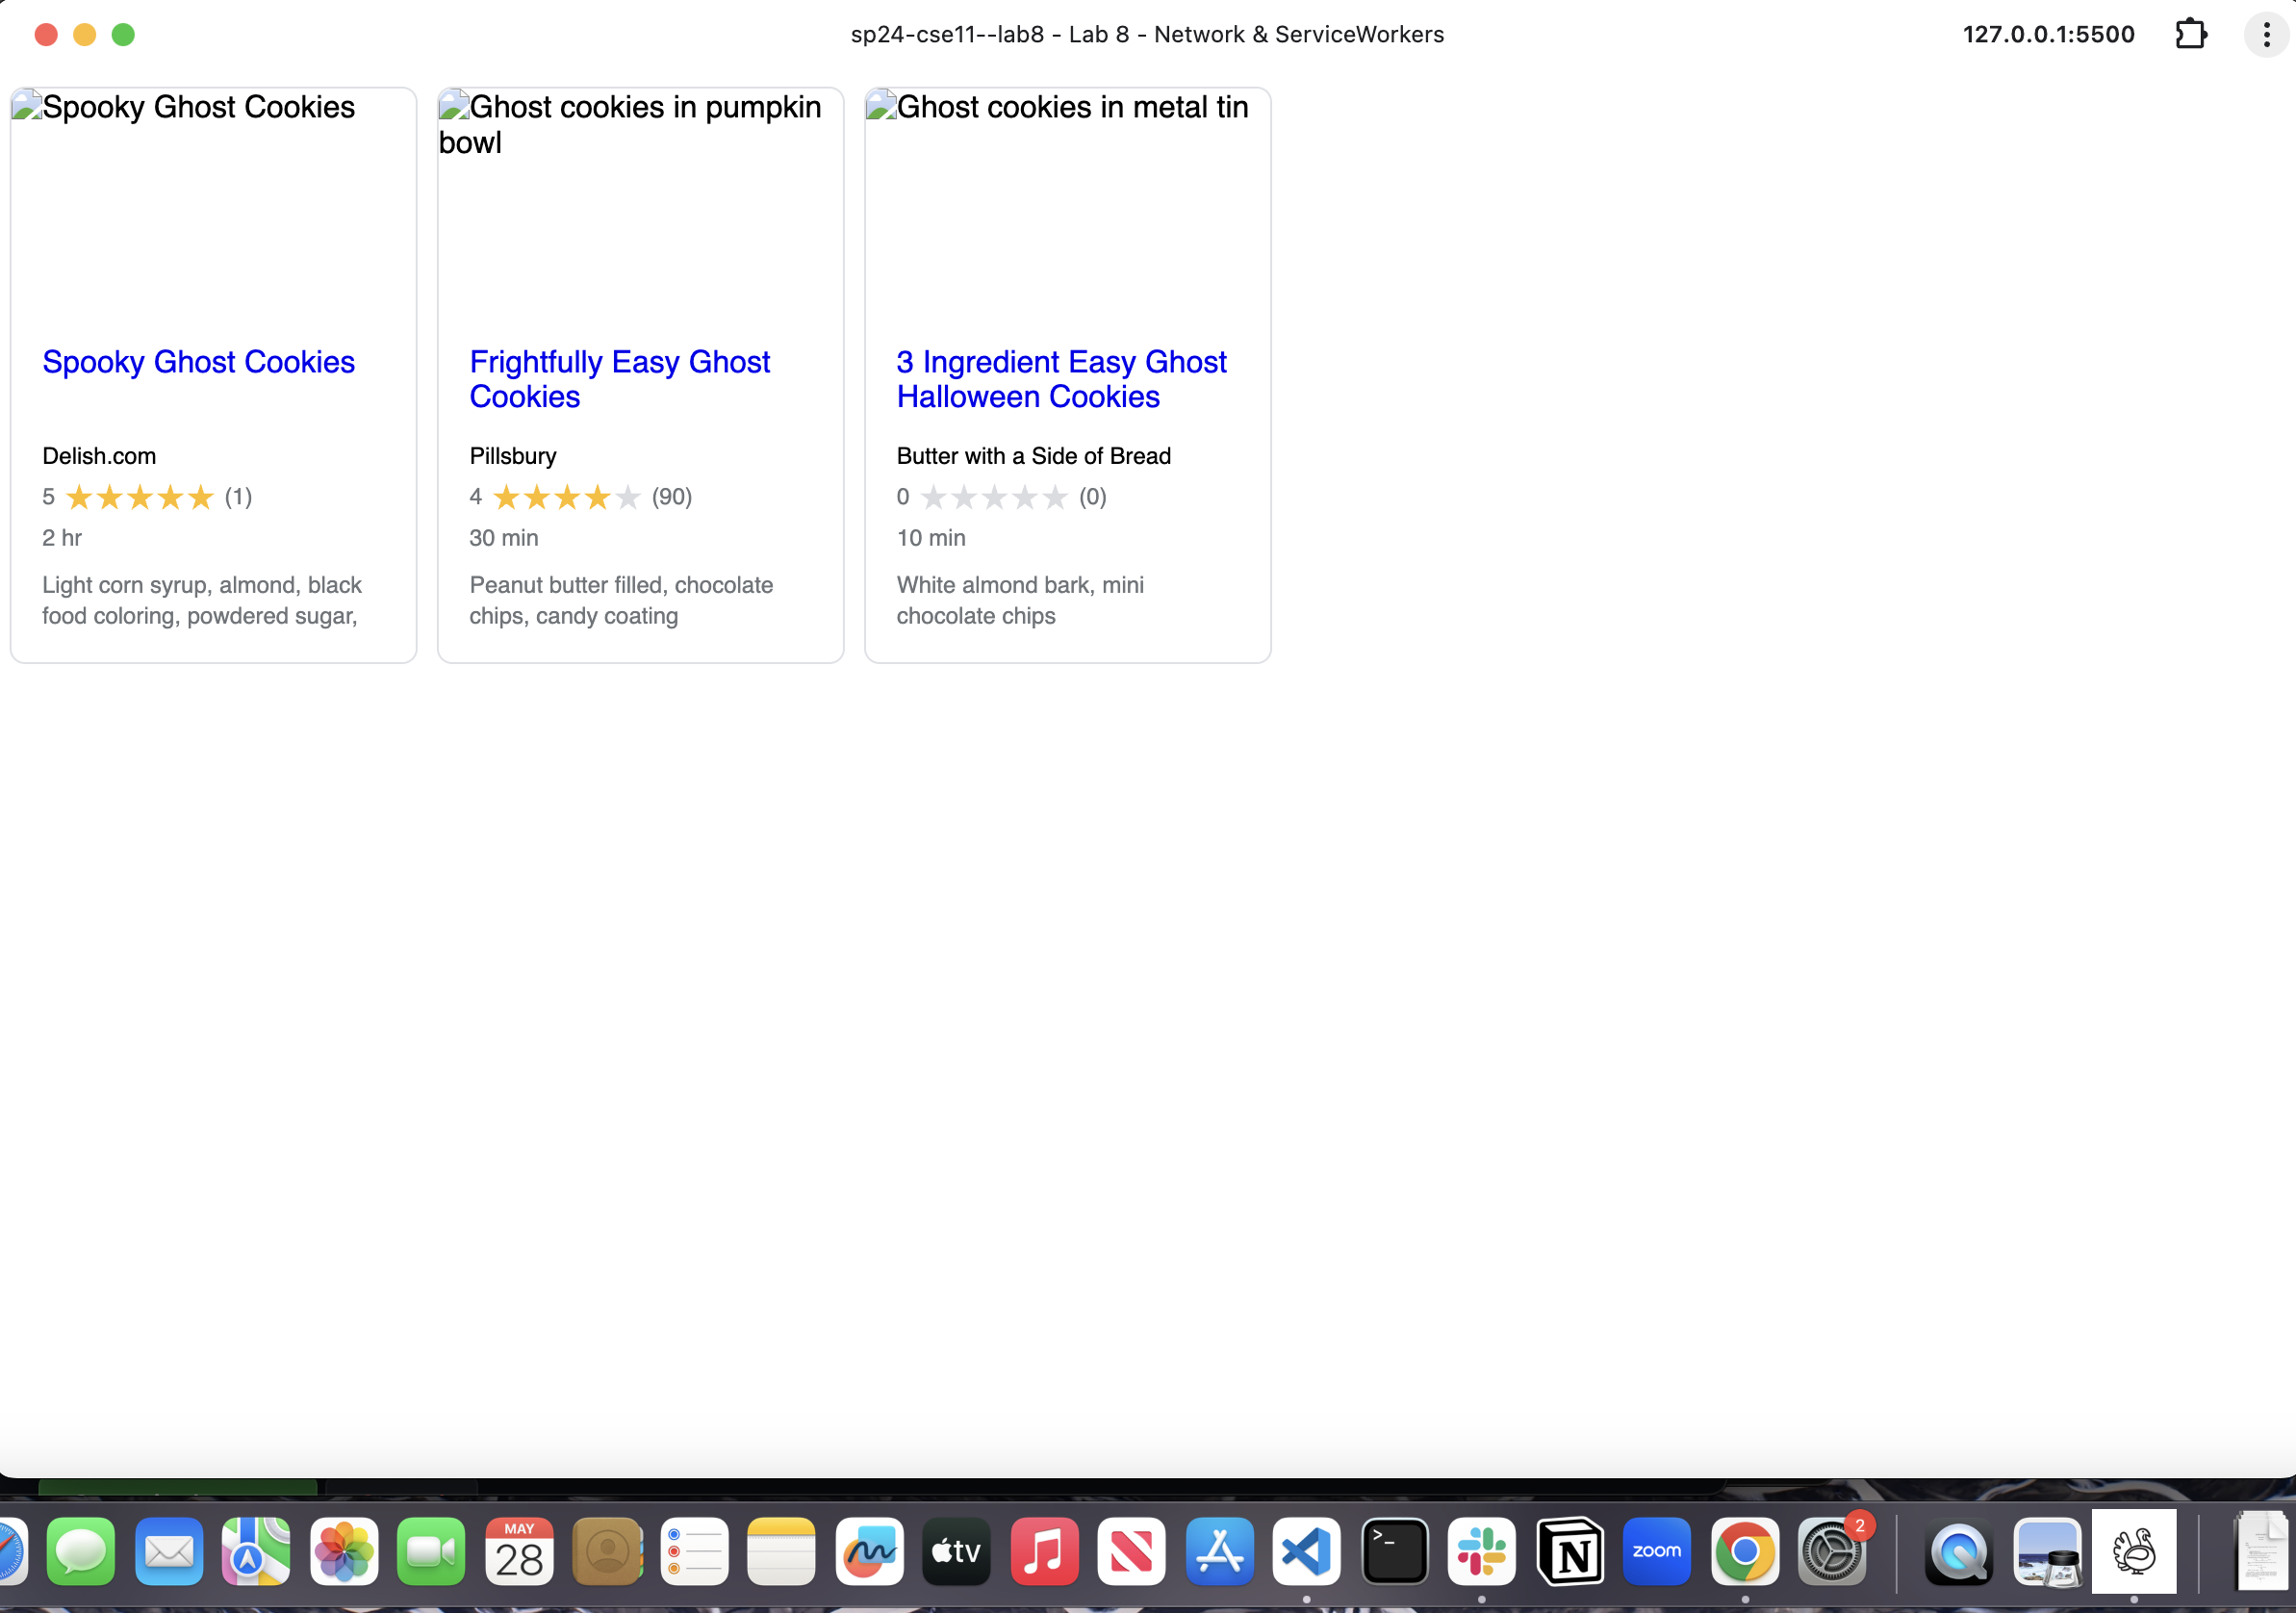 sp24-cse11--lab8 - Lab 8 - Network & ServiceWorkers
127.0.0.1:5500
Spooky Ghost Cookies
Spooky Ghost Cookies
Delish.com
5 ★★★★★ (1)
2 hr
Light corn syrup, almond, black
food coloring, powdered sugar,
Ghost cookies in pumpkin
bowl
Frightfully Easy Ghost
Cookies
Pillsbury
4 ★★★★★ (90)
30 min
Peanut butter filled, chocolate
chips, candy coating
Ghost cookies in metal tin
3 Ingredient Easy Ghost
Halloween Cookies
Butter with a Side of Bread
0 ★★★★★ (0)
10 min
White almond bark, mini
chocolate chips
MAY
28
tv
>_
N
zoom
2